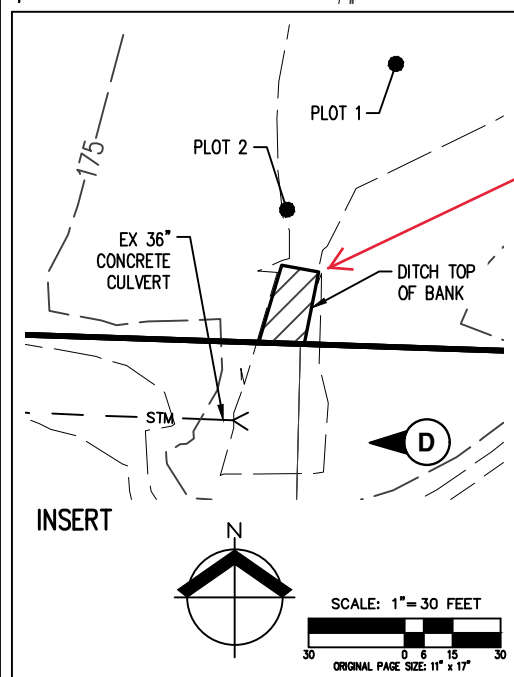 PLOT 1
PLOT 2
175
EX 36"
CONCRETE
CULVERT
DITCH TOP
OF BANK
STM
D
INSERT
N
SCALE: 1"=30 FEET
30 0 6 15 30
ORIGINAL PAGE SIZE: 11" x 17"